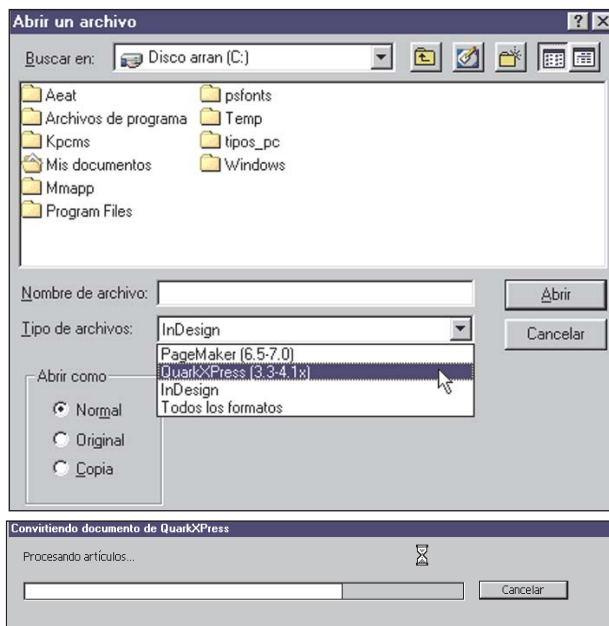 Abrir un archivo
Buscar en: Disco arran (C:)
Aeat psfonts
Archivos de programa Temp
Kpcms tipos_pc
Mis documentos Windows
Mmapp
Program Files
Nombre de archivo: Abrir
Tipo de archivos: InDesign Cancelar
PageMaker (6.5-7.0)
QuarkXPress (3.3-4.1x)
InDesign
Todos los formatos
Abrir como
Normal
Original
Copia
Convirtiendo documento de QuarkXPress
Procesando artículos...
Cancelar